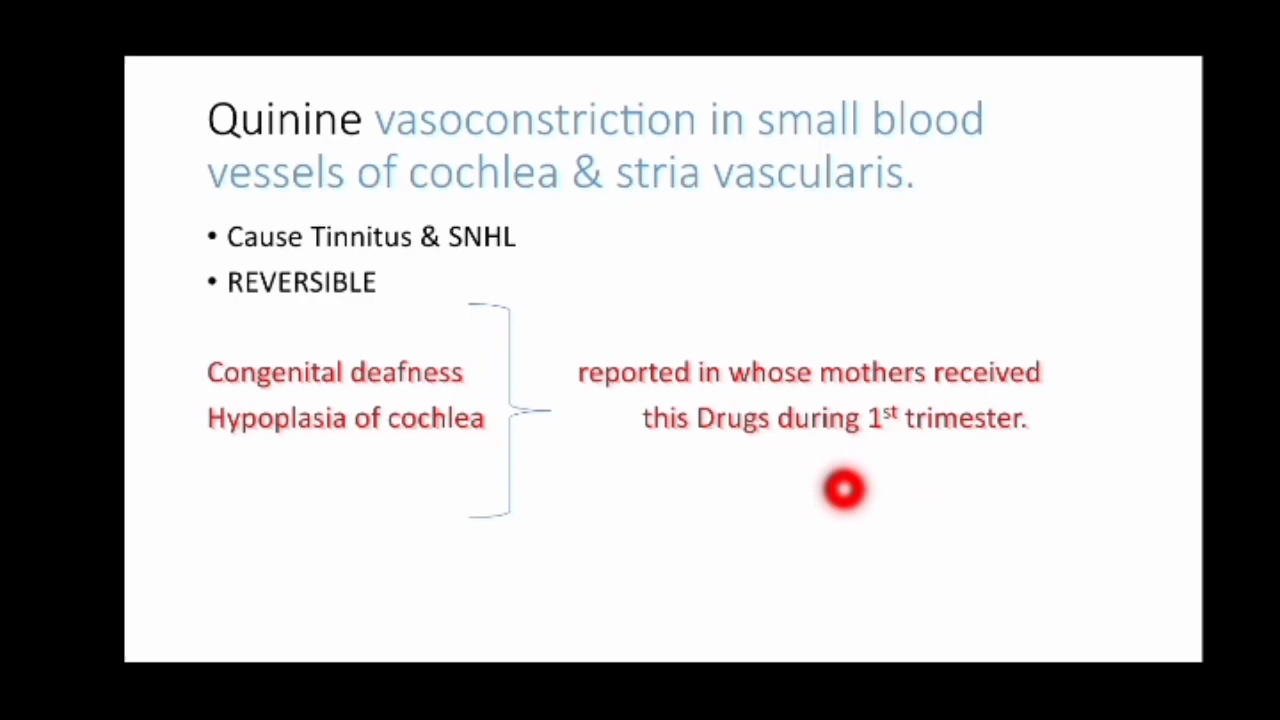 Quinine vasoconstriction in small blood
vessels of cochlea & stria vascularis.
• Cause Tinnitus & SNHL
• REVERSIBLE
Congenital deafness reported in whose mothers received
Hypoplasia of cochlea this Drugs during 1st trimester.